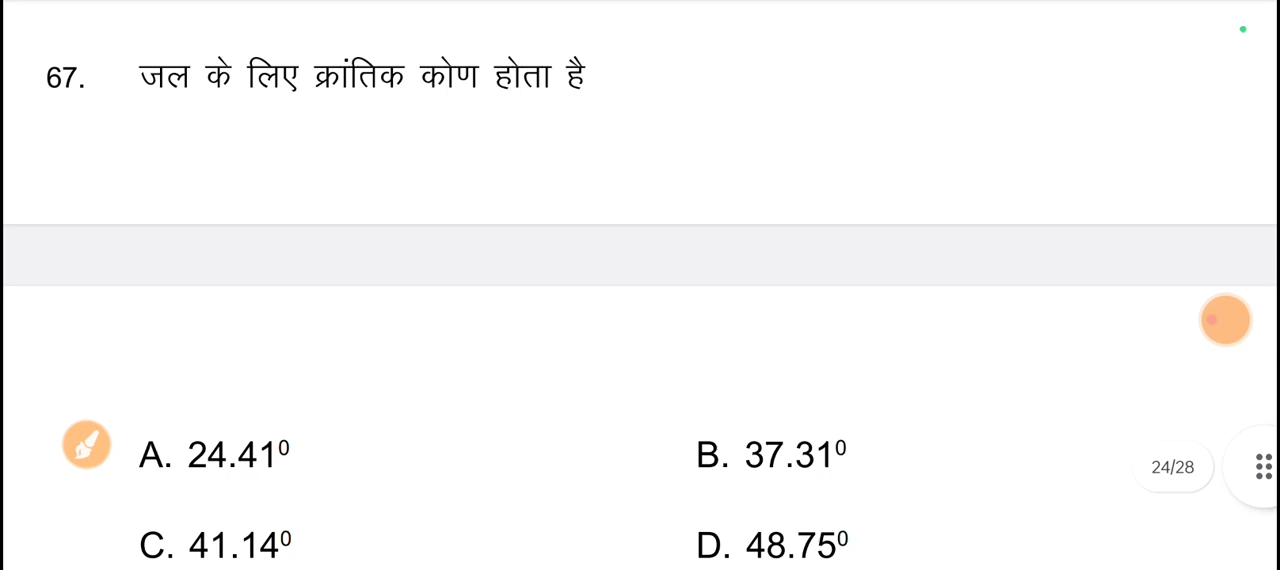 67. जल के लिए क्रांतिक कोण होता है
A. 24.41⁰ B. 37.31⁰
24/28
C. 41.14⁰ D. 48.75⁰